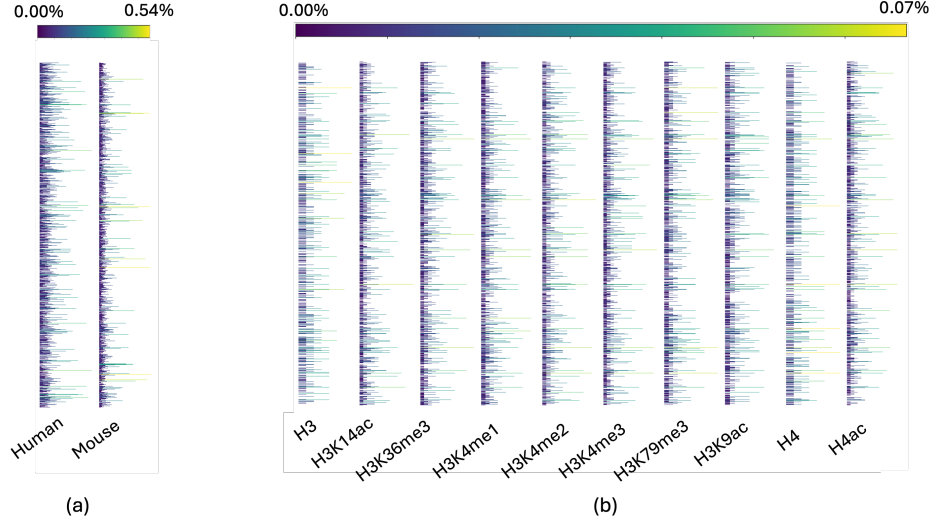 0.00% 0.54%
0.00% 0.07%
Human Mouse
H3 H3K14ac H3K36me3 H3K4me1 H3K4me2 H3K4me3 H3K79me3 H3K9ac H4 H4ac
(a)
(b)